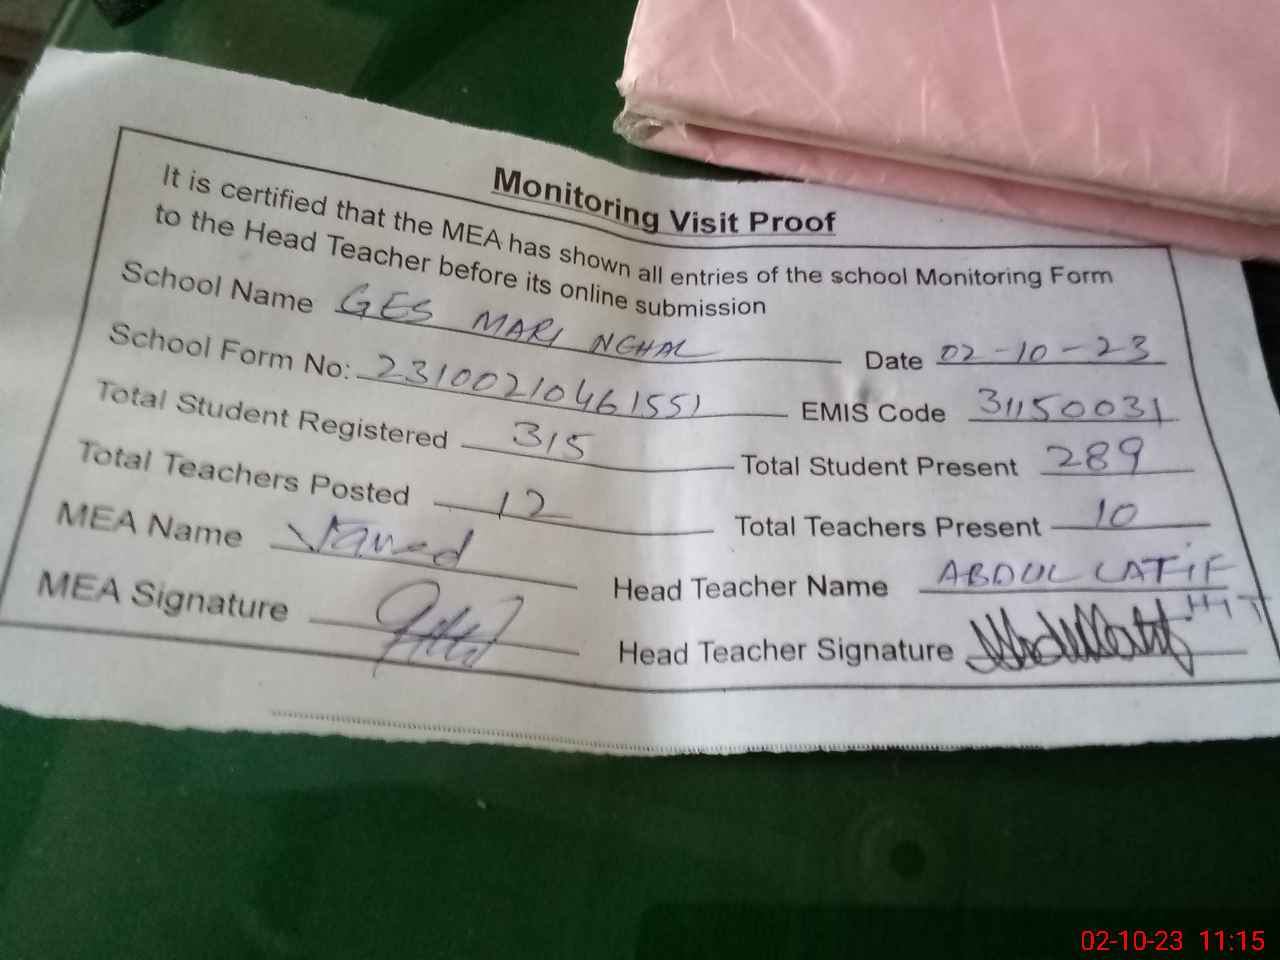 Monitoring Visit Proof
It is certified that the MEA has shown all entries of the school Monitoring Form
to the Head Teacher before its online submission
School Name GES MARI NGHAL Date 02-10-23
School Form No: 23100210461551 EMIS Code 31150031
Total Student Registered 315 Total Student Present 289
Total Teachers Posted 12 Total Teachers Present 10
MEA Name Javed Head Teacher Name ABDUL LATIF
MEA Signature Head Teacher Signature
02-10-23 11:15